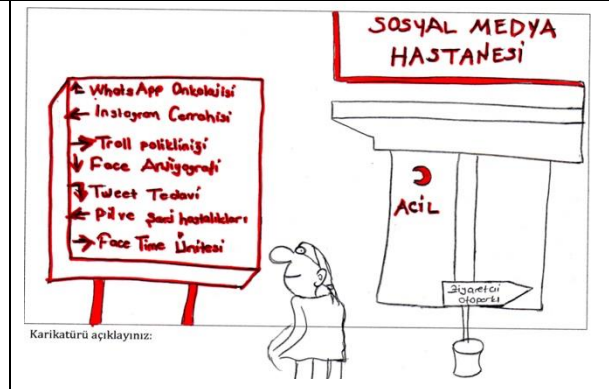 SOSYAL MEDYA
HASTANESİ
WhatsApp Onkolojisi
Instagram Cerrahisi
Troll polikliniği
Face Anjiyografi
Tweet Tedavi
Pil ve Şarj hastalıkları
Face Time Ünitesi
ACİL
Ziyaretçi
otoparkı
Karikatürü açıklayınız: